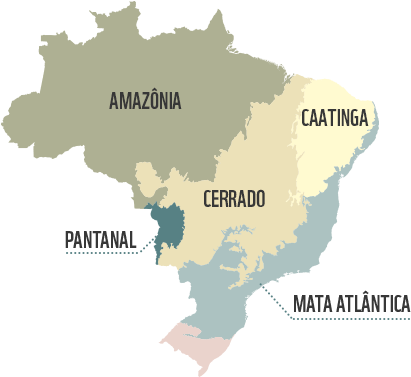 AMAZÔNIA
CAATINGA
CERRADO
PANTANAL
MATA ATLÂNTICA